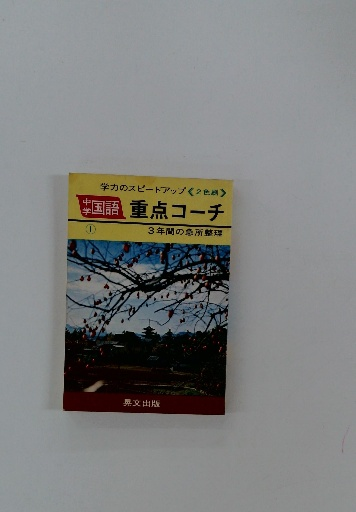 学力のスピードアップ《2色刷》
中学国語 重点コーチ
①
3年間の急所整理
英文出版